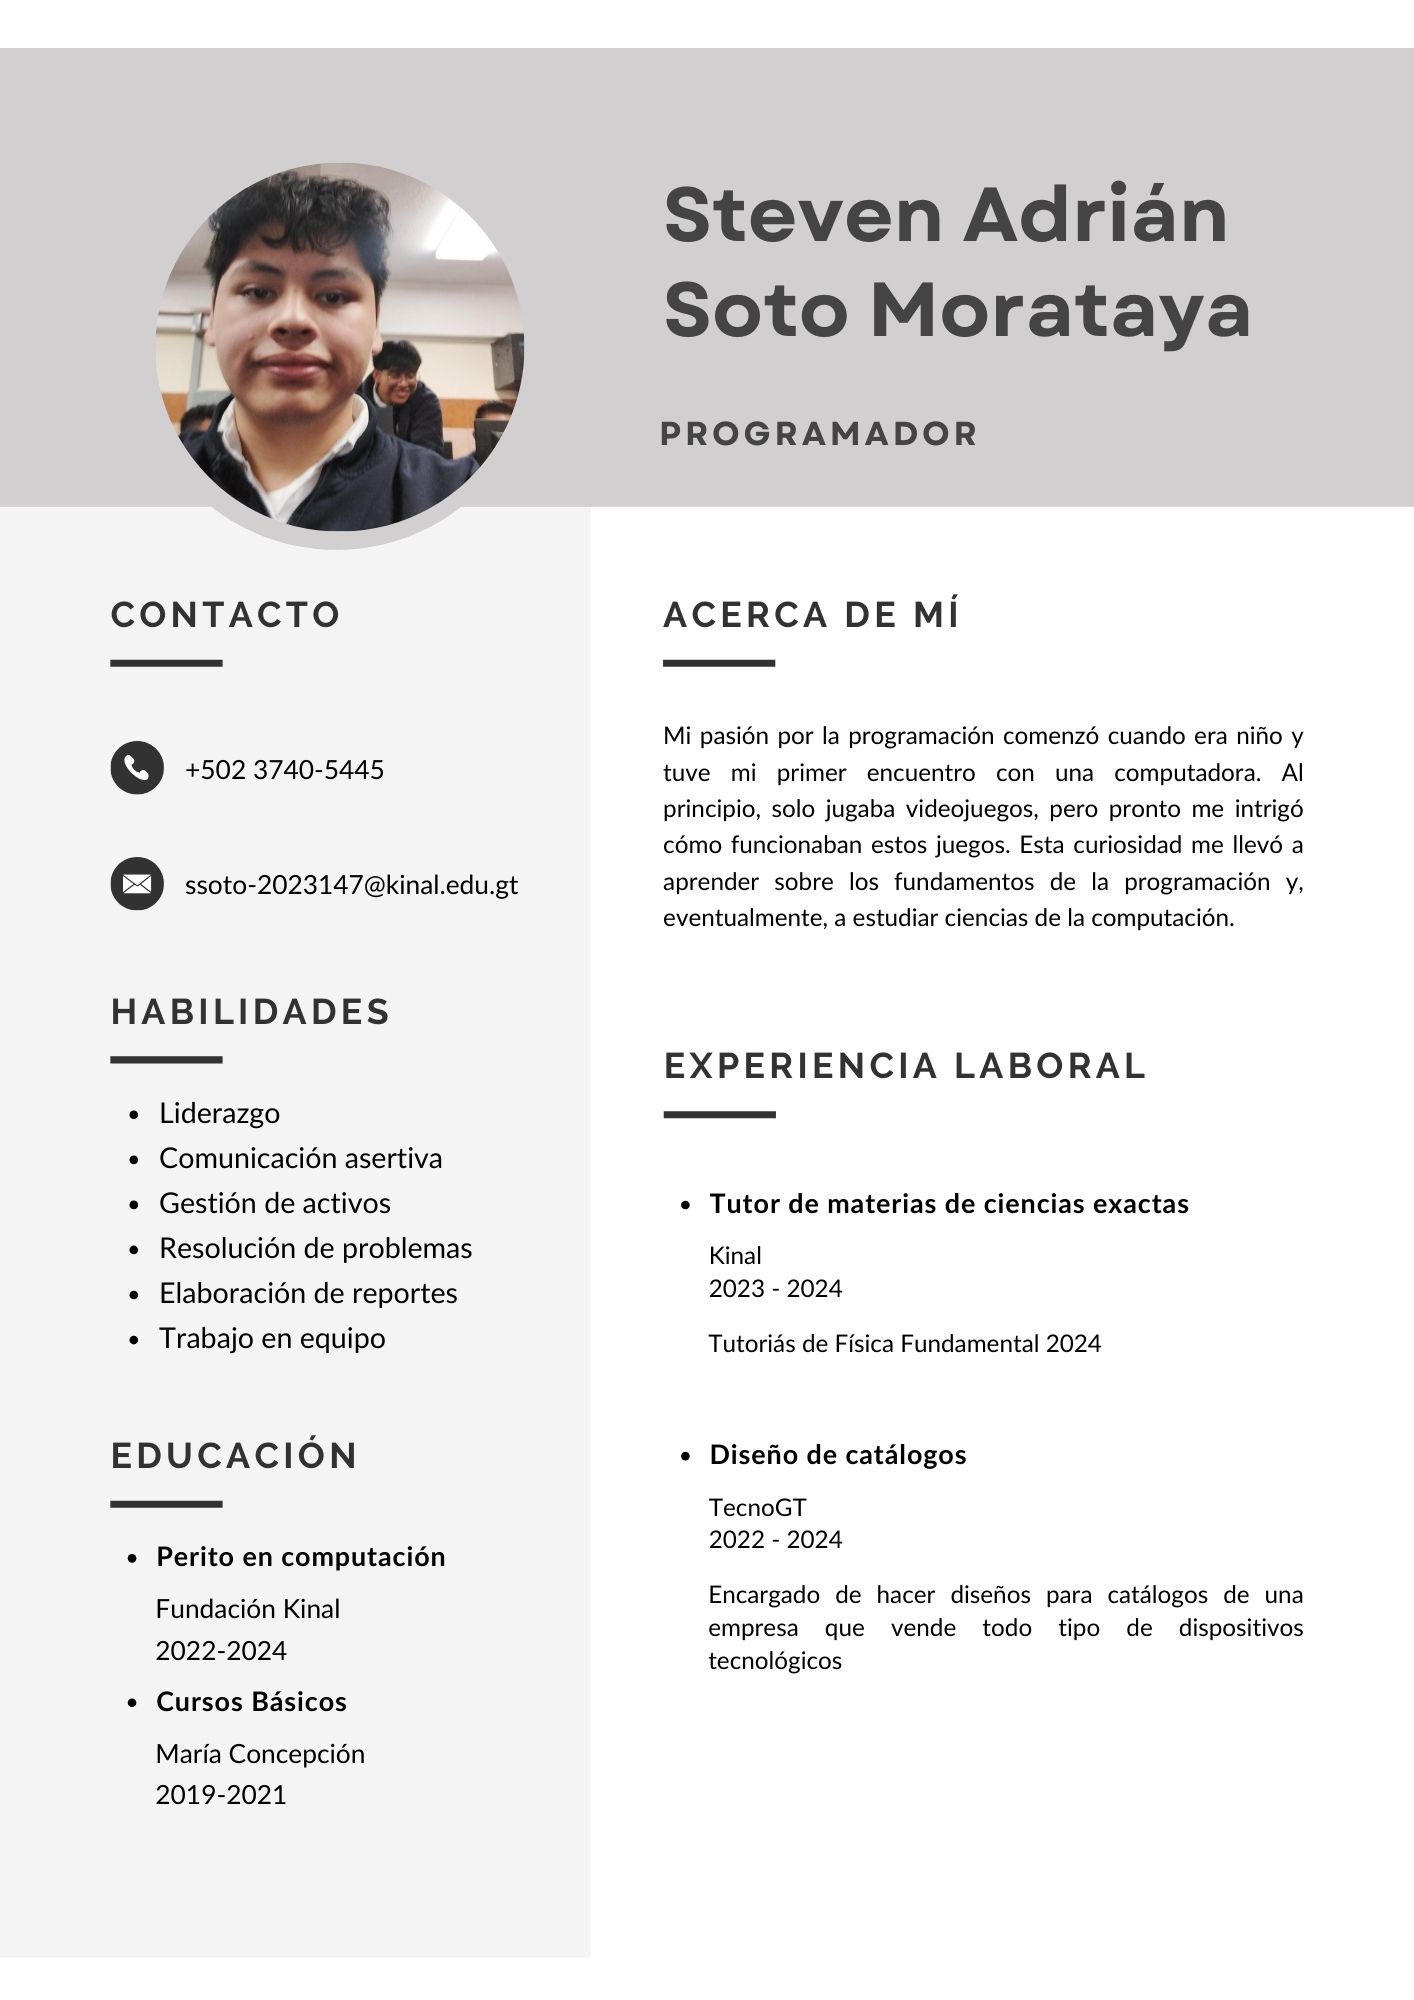 Steven Adrián
Soto Morataya
PROGRAMADOR
CONTACTO
+502 3740-5445
ssoto-2023147@kinal.edu.gt
HABILIDADES
• Liderazgo
• Comunicación asertiva
• Gestión de activos
• Resolución de problemas
• Elaboración de reportes
• Trabajo en equipo
EDUCACIÓN
• Perito en computación
Fundación Kinal
2022-2024
• Cursos Básicos
María Concepción
2019-2021
ACERCA DE MÍ
Mi pasión por la programación comenzó cuando era niño y
tuve mi primer encuentro con una computadora. Al
principio, solo jugaba videojuegos, pero pronto me intrigó
cómo funcionaban estos juegos. Esta curiosidad me llevó a
aprender sobre los fundamentos de la programación y,
eventualmente, a estudiar ciencias de la computación.
EXPERIENCIA LABORAL
• Tutor de materias de ciencias exactas
Kinal
2023 - 2024
Tutoriás de Física Fundamental 2024
• Diseño de catálogos
TecnoGT
2022 - 2024
Encargado de hacer diseños para catálogos de una
empresa que vende todo tipo de dispositivos
tecnológicos